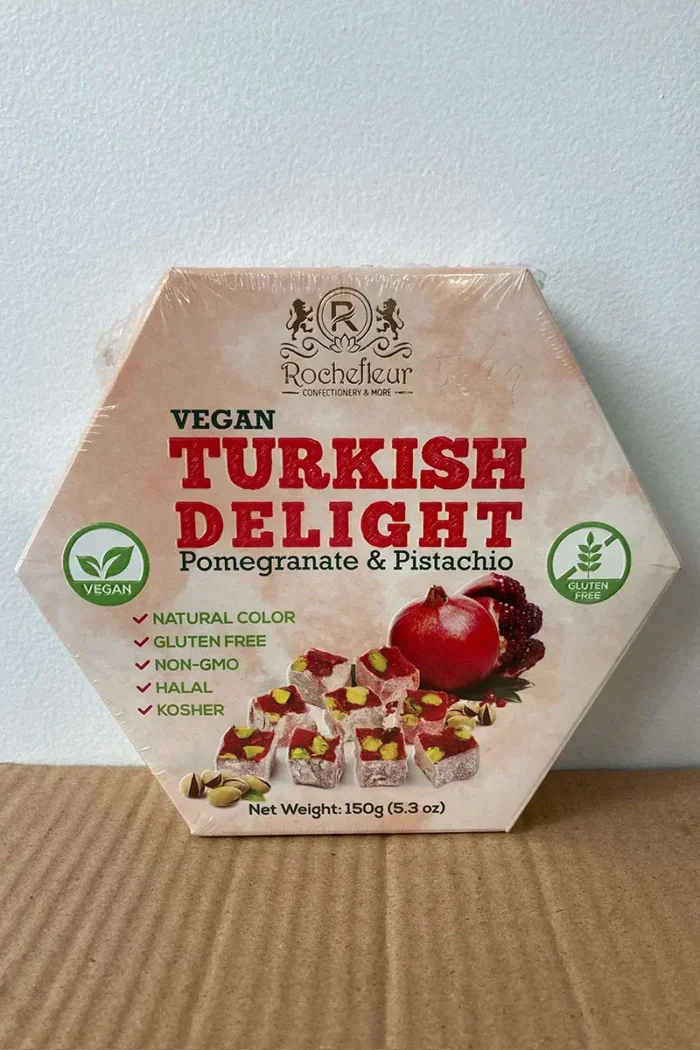 R
Rochefleur
CONFECTIONERY & MORE
VEGAN
TURKISH
DELIGHT
Pomegranate & Pistachio
VEGAN
GLUTEN
FREE
NATURAL COLOR
GLUTEN FREE
NON-GMO
HALAL
KOSHER
Net Weight: 150g (5.3 oz)